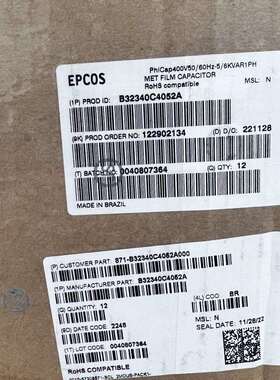 PhiCap400V50/60Hz-5/6KVAR1PH
EPCOS
MET FILM CAPACITOR
RoHS compatible
MSL: N
(1P) PROD ID: B32340C4052A
(9K) PROD ORDER NO: 122902134
(D) D/C: 221128
(T) BATCH NO: 0040807364
(Q) QTY: 12
MADE IN BRAZIL
(P) CUSTOMER PART: 871-B32340C4052A000
(1P) MANUFACTURER PART: B32340C4052A
(Q) QUANTITY: 12
(4L) COO: BR
(9D) DATE CODE: 2248
MSL: N
SEAL DATE: 11/28/22
(1T) LOT CODE: 0040807364
RoHS COMPATIBLE